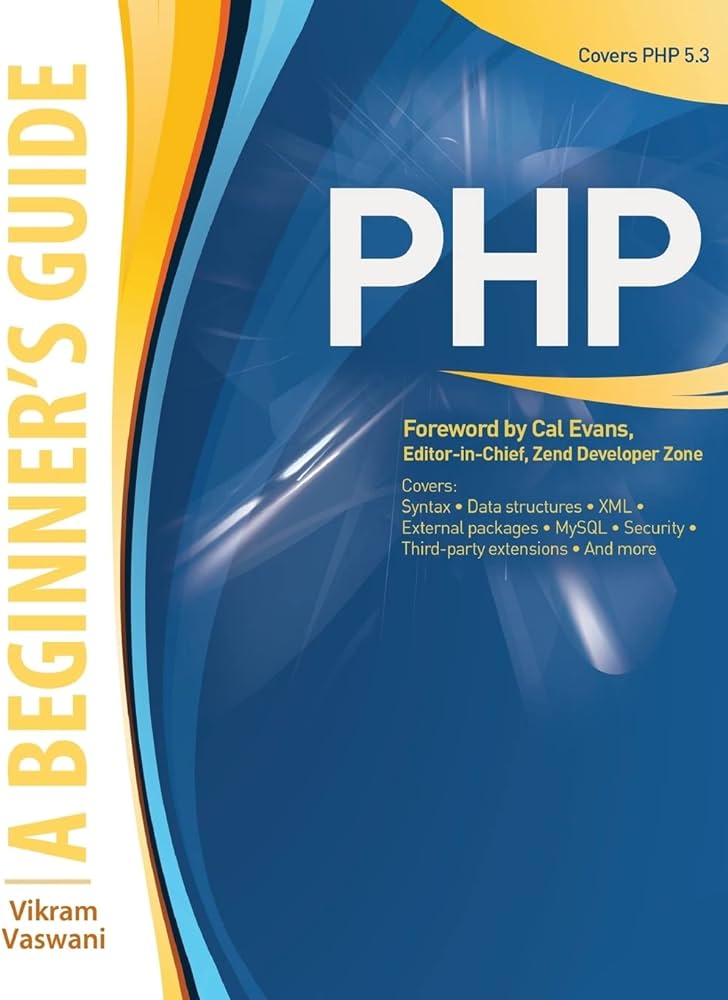 Covers PHP 5.3
PHP
Foreword by Cal Evans,
Editor-in-Chief, Zend Developer Zone
Covers:
Syntax • Data structures • XML •
External packages • MySQL • Security •
Third-party extensions • And more
A BEGINNER'S GUIDE
Vikram
Vaswani